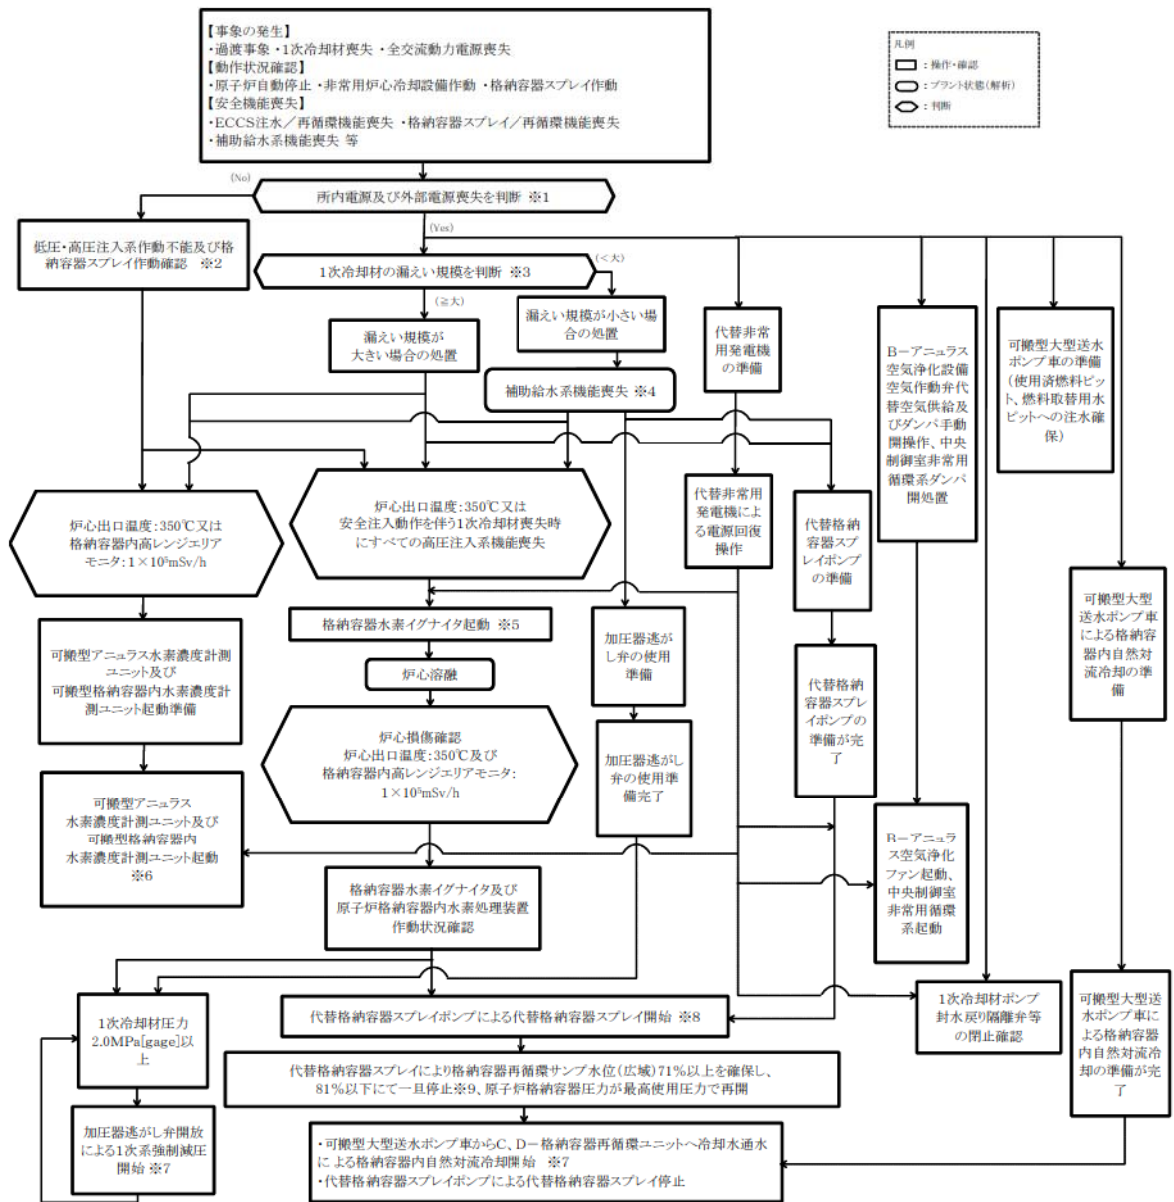 【事象の発生】
・過渡事象 ・1次冷却材喪失 ・全交流動力電源喪失
【動作状況確認】
・原子炉自動停止 ・非常用炉心冷却設備作動 ・格納容器スプレイ作動
【安全機能喪失】
・ECCS注水／再循環機能喪失 ・格納容器スプレイ／再循環機能喪失
・補助給水系機能喪失 等
凡例
：操作・確認
：プラント状態(解析)
：判断
(No)
所内電源及び外部電源喪失を判断 ※1
(Yes)
低圧・高圧注入系作動不能及び格
納容器スプレイ作動確認 ※2
1次冷却材の漏えい規模を判断 ※3
(＜大)
(≧大)
漏えい規模が
大きい場合の処置
漏えい規模が小さい場
合の処置
補助給水系機能喪失 ※4
代替非常
用発電機
の準備
B－アニュラス
空気浄化設備
空気作動弁代
替空気供給及
びダンパ手動
開操作、中央
制御室非常用
循環系ダンパ
開処置
可搬型大型送水
ポンプ車の準備
(使用済燃料ピッ
ト、燃料取替用水
ピットへの注水確
保)
炉心出口温度：350℃又は
格納容器内高レンジエリア
モニタ：1×10⁵mSv/h
炉心出口温度：350℃又は
安全注入動作を伴う1次冷却材喪失時
にすべての高圧注入系機能喪失
代替非常用
発電機によ
る電源回復
操作
代替格納
容器スプ
レイポンプ
の準備
可搬型大型
送水ポンプ車
による格納容
器内自然対
流冷却の準
備
格納容器水素イグナイタ起動 ※5
炉心溶融
可搬型アニュラス水素濃度計測
ユニット及び
可搬型格納容器内水素濃度計
測ユニット起動準備
加圧器逃が
し弁の使用
準備
代替格納
容器スプレ
イポンプの
準備が完
了
炉心損傷確認
炉心出口温度：350℃及び
格納容器内高レンジエリアモニタ：
1×10⁵mSv/h
加圧器逃がし
弁の使用準
備完了
可搬型アニュラス
水素濃度計測ユニット及び
可搬型格納容器内
水素濃度計測ユニット起動
※6
B－アニュラ
ス空気浄化
ファン起動、
中央制御室
非常用循環
系起動
格納容器水素イグナイタ及び
原子炉格納容器内水素処理装置
作動状況確認
1次冷却材圧力
2.0MPa[gage]以
上
代替格納容器スプレイポンプによる代替格納容器スプレイ開始 ※8
1次冷却材ポンプ
封水戻り隔離弁等
の閉止確認
可搬型大型送水
ポンプ車による格
納容器内自然対
流冷却の準備が完
了
代替格納容器スプレイにより格納容器再循環サンプ水位(広域)71%以上を確保し、
81%以下にて一旦停止※9、原子炉格納容器圧力が最高使用圧力で再開
加圧器逃がし弁開放
による1次系強制減圧
開始 ※7
・可搬型大型送水ポンプ車からC、D－格納容器再循環ユニットへ冷却水通水
による格納容器内自然対流冷却開始 ※7
・代替格納容器スプレイポンプによる代替格納容器スプレイ停止